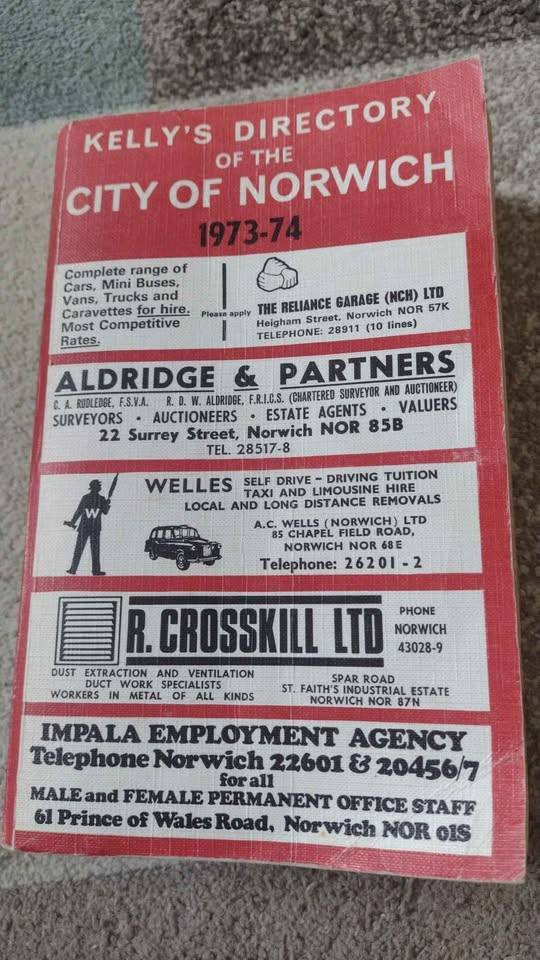 KELLY'S DIRECTORY
OF THE
CITY OF NORWICH
1973-74
Complete range of
Cars, Mini Buses,
Vans, Trucks and
Caravettes for hire.
Most Competitive
Rates.
Please apply
THE RELIANCE GARAGE (NCH) LTD
Heigham Street, Norwich NOR 57K
TELEPHONE: 28911 (10 lines)
ALDRIDGE & PARTNERS
C. A. RUDLEDGE, F.S.V.A. R. D. W. ALDRIDGE, F.R.I.C.S. (CHARTERED SURVEYOR AND AUCTIONEER)
SURVEYORS • AUCTIONEERS • ESTATE AGENTS • VALUERS
22 Surrey Street, Norwich NOR 85B
TEL. 28517-8
W
WELLES SELF DRIVE – DRIVING TUITION
TAXI AND LIMOUSINE HIRE
LOCAL AND LONG DISTANCE REMOVALS
A.C. WELLS (NORWICH) LTD
85 CHAPEL FIELD ROAD,
NORWICH NOR 68E
Telephone: 26201-2
R. CROSSKILL LTD
PHONE
NORWICH
43028-9
DUST EXTRACTION AND VENTILATION
DUCT WORK SPECIALISTS
WORKERS IN METAL OF ALL KINDS
SPAR ROAD
ST. FAITH'S INDUSTRIAL ESTATE
NORWICH NOR 87N
IMPALA EMPLOYMENT AGENCY
Telephone Norwich 22601 & 20456/7
for all
MALE and FEMALE PERMANENT OFFICE STAFF
61 Prince of Wales Road, Norwich NOR 01S